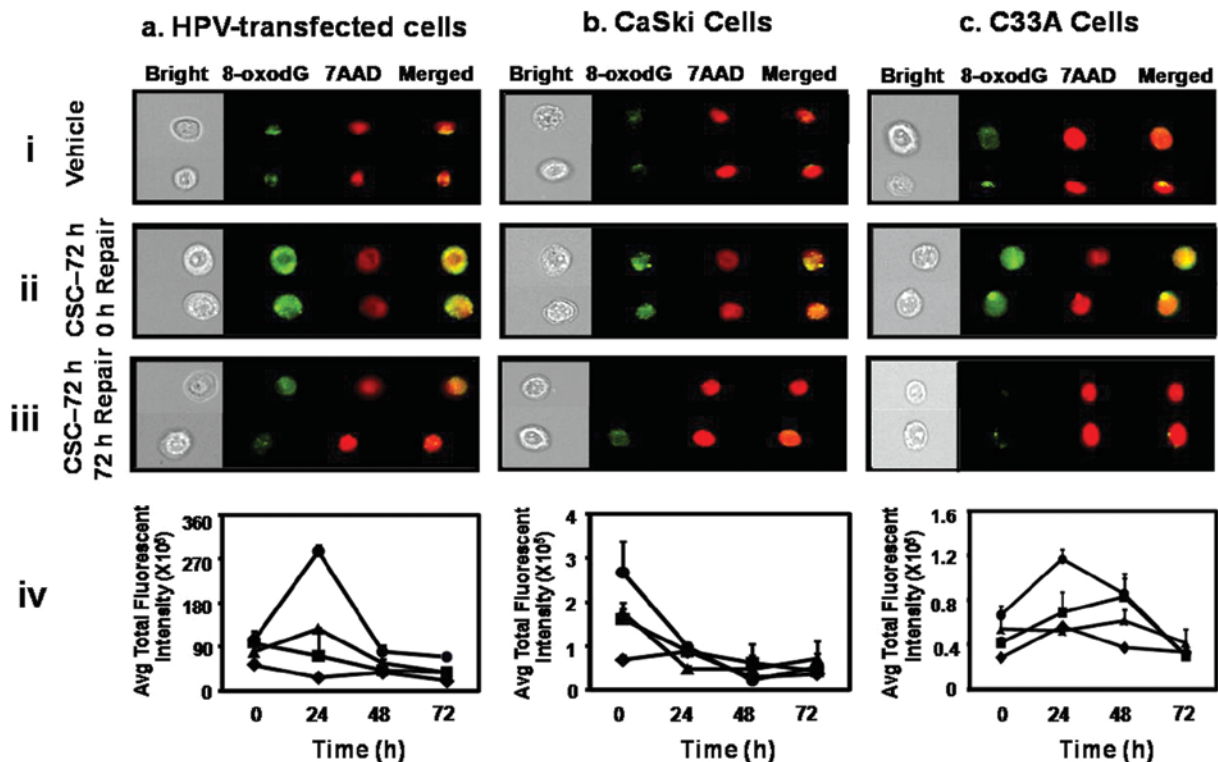 a. HPV-transfected cells
b. CaSki Cells
c. C33A Cells
Bright 8-oxodG 7AAD Merged
Bright 8-oxodG 7AAD Merged
Bright 8-oxodG 7AAD Merged
i
Vehicle
ii
CSC–72 h
0 h Repair
iii
CSC–72 h
72 h Repair
iv
Avg Total Fluorescent
Intensity (X10⁵)
360
270
180
90
0
0 24 48 72
Time (h)
Avg Total Fluorescent
Intensity (X10⁵)
4
3
2
1
0
0 24 48 72
Time (h)
Avg Total Fluorescent
Intensity (X10⁵)
1.6
1.2
0.8
0.4
0 24 48 72
Time (h)